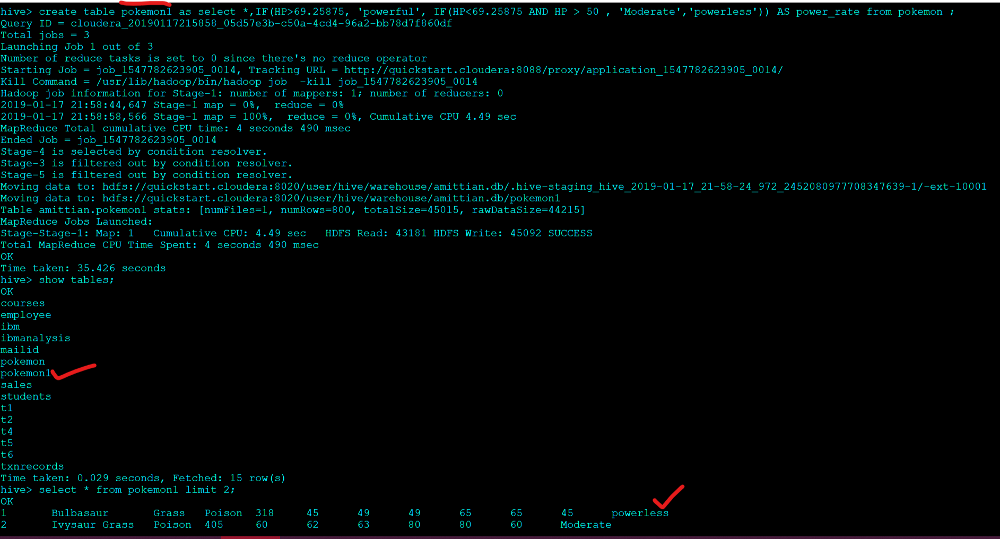 hive> create table pokemon1 as select *,IF(HP>69.25875, 'powerful', IF(HP<69.25875 AND HP > 50 , 'Moderate','powerless')) AS power_rate from pokemon ;
Query ID = cloudera_20190117215858_05d57e3b-c50a-4cd4-96a2-bb78d7f860df
Total jobs = 3
Launching Job 1 out of 3
Number of reduce tasks is set to 0 since there's no reduce operator
Starting Job = job_1547782623905_0014, Tracking URL = http://quickstart.cloudera:8088/proxy/application_1547782623905_0014/
Kill Command = /usr/lib/hadoop/bin/hadoop job  -kill job_1547782623905_0014
Hadoop job information for Stage-1: number of mappers: 1; number of reducers: 0
2019-01-17 21:58:44,647 Stage-1 map = 0%,  reduce = 0%
2019-01-17 21:58:58,566 Stage-1 map = 100%,  reduce = 0%, Cumulative CPU 4.49 sec
MapReduce Total cumulative CPU time: 4 seconds 490 msec
Ended Job = job_1547782623905_0014
Stage-4 is selected by condition resolver.
Stage-3 is filtered out by condition resolver.
Stage-5 is filtered out by condition resolver.
Moving data to: hdfs://quickstart.cloudera:8020/user/hive/warehouse/amittian.db/.hive-staging_hive_2019-01-17_21-58-24_972_2452080977708347639-1/-ext-10001
Moving data to: hdfs://quickstart.cloudera:8020/user/hive/warehouse/amittian.db/pokemon1
Table amittian.pokemon1 stats: [numFiles=1, numRows=800, totalSize=45015, rawDataSize=44215]
MapReduce Jobs Launched:
Stage-Stage-1: Map: 1   Cumulative CPU: 4.49 sec   HDFS Read: 43181 HDFS Write: 45092 SUCCESS
Total MapReduce CPU Time Spent: 4 seconds 490 msec
OK
Time taken: 35.426 seconds
hive> show tables;
OK
courses
employee
ibm
ibmanalysis
mailid
pokemon
pokemon1
sales
students
t1
t2
t4
t5
t6
txnrecords
Time taken: 0.029 seconds, Fetched: 15 row(s)
hive> select * from pokemon1 limit 2;
OK
1	Bulbasaur	Grass	Poison	318	45	49	49	65	65	45	powerless
2	Ivysaur Grass	Poison	405	60	62	63	80	80	60	Moderate